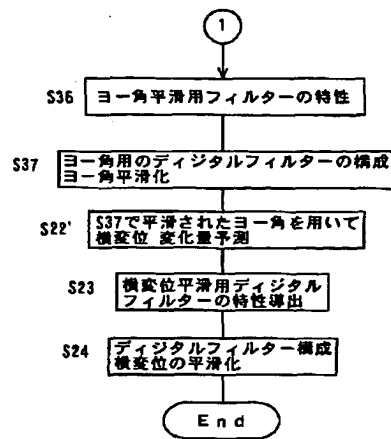 1
S36
ヨー角平滑用フィルターの特性
S37
ヨー角用のディジタルフィルターの構成
ヨー角平滑化
S22'
S37で平滑されたヨー角を用いて
横変位 変化量予測
S23
横変位平滑用ディジタル
フィルターの特性導出
S24
ディジタルフィルター構成
横変位の平滑化
End